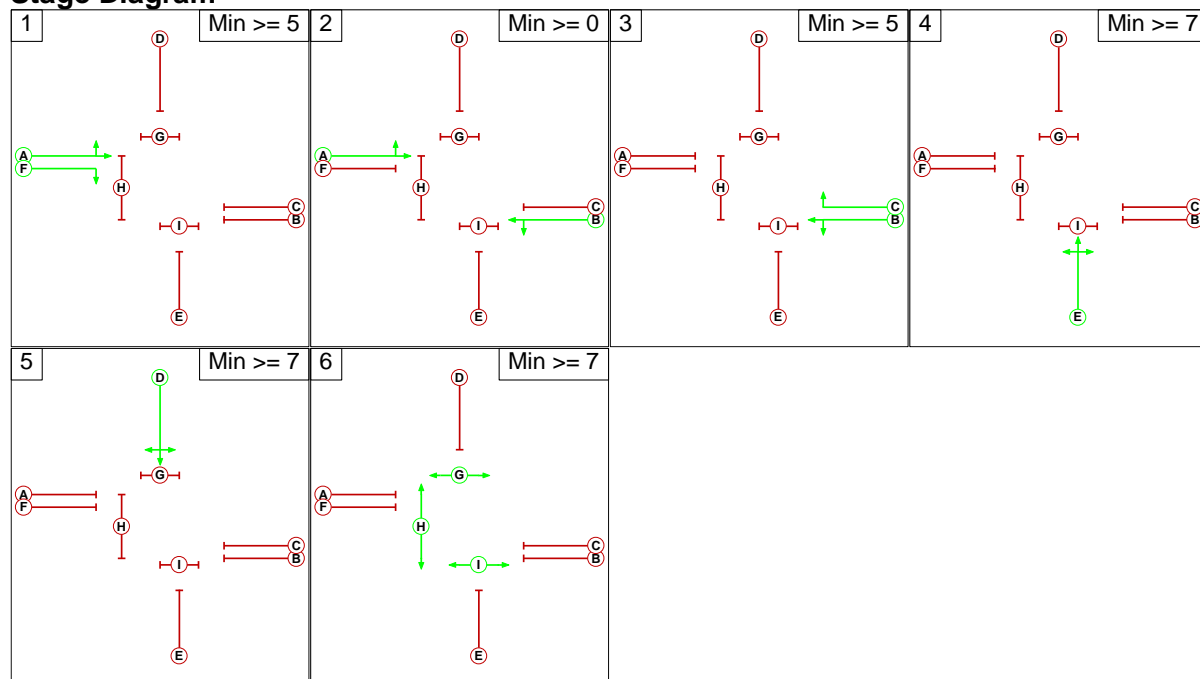 Stage Diagram
1 Min >= 5 2 Min >= 0 3 Min >= 5 4 Min >= 7
D D D D
G G G G
A A A A
F F F F
H H H H
C C C C
B B B B
I I I I
E E E E
5 Min >= 7 6 Min >= 7
D D
G G
A A
F F
H H
C C
B B
I I
E E